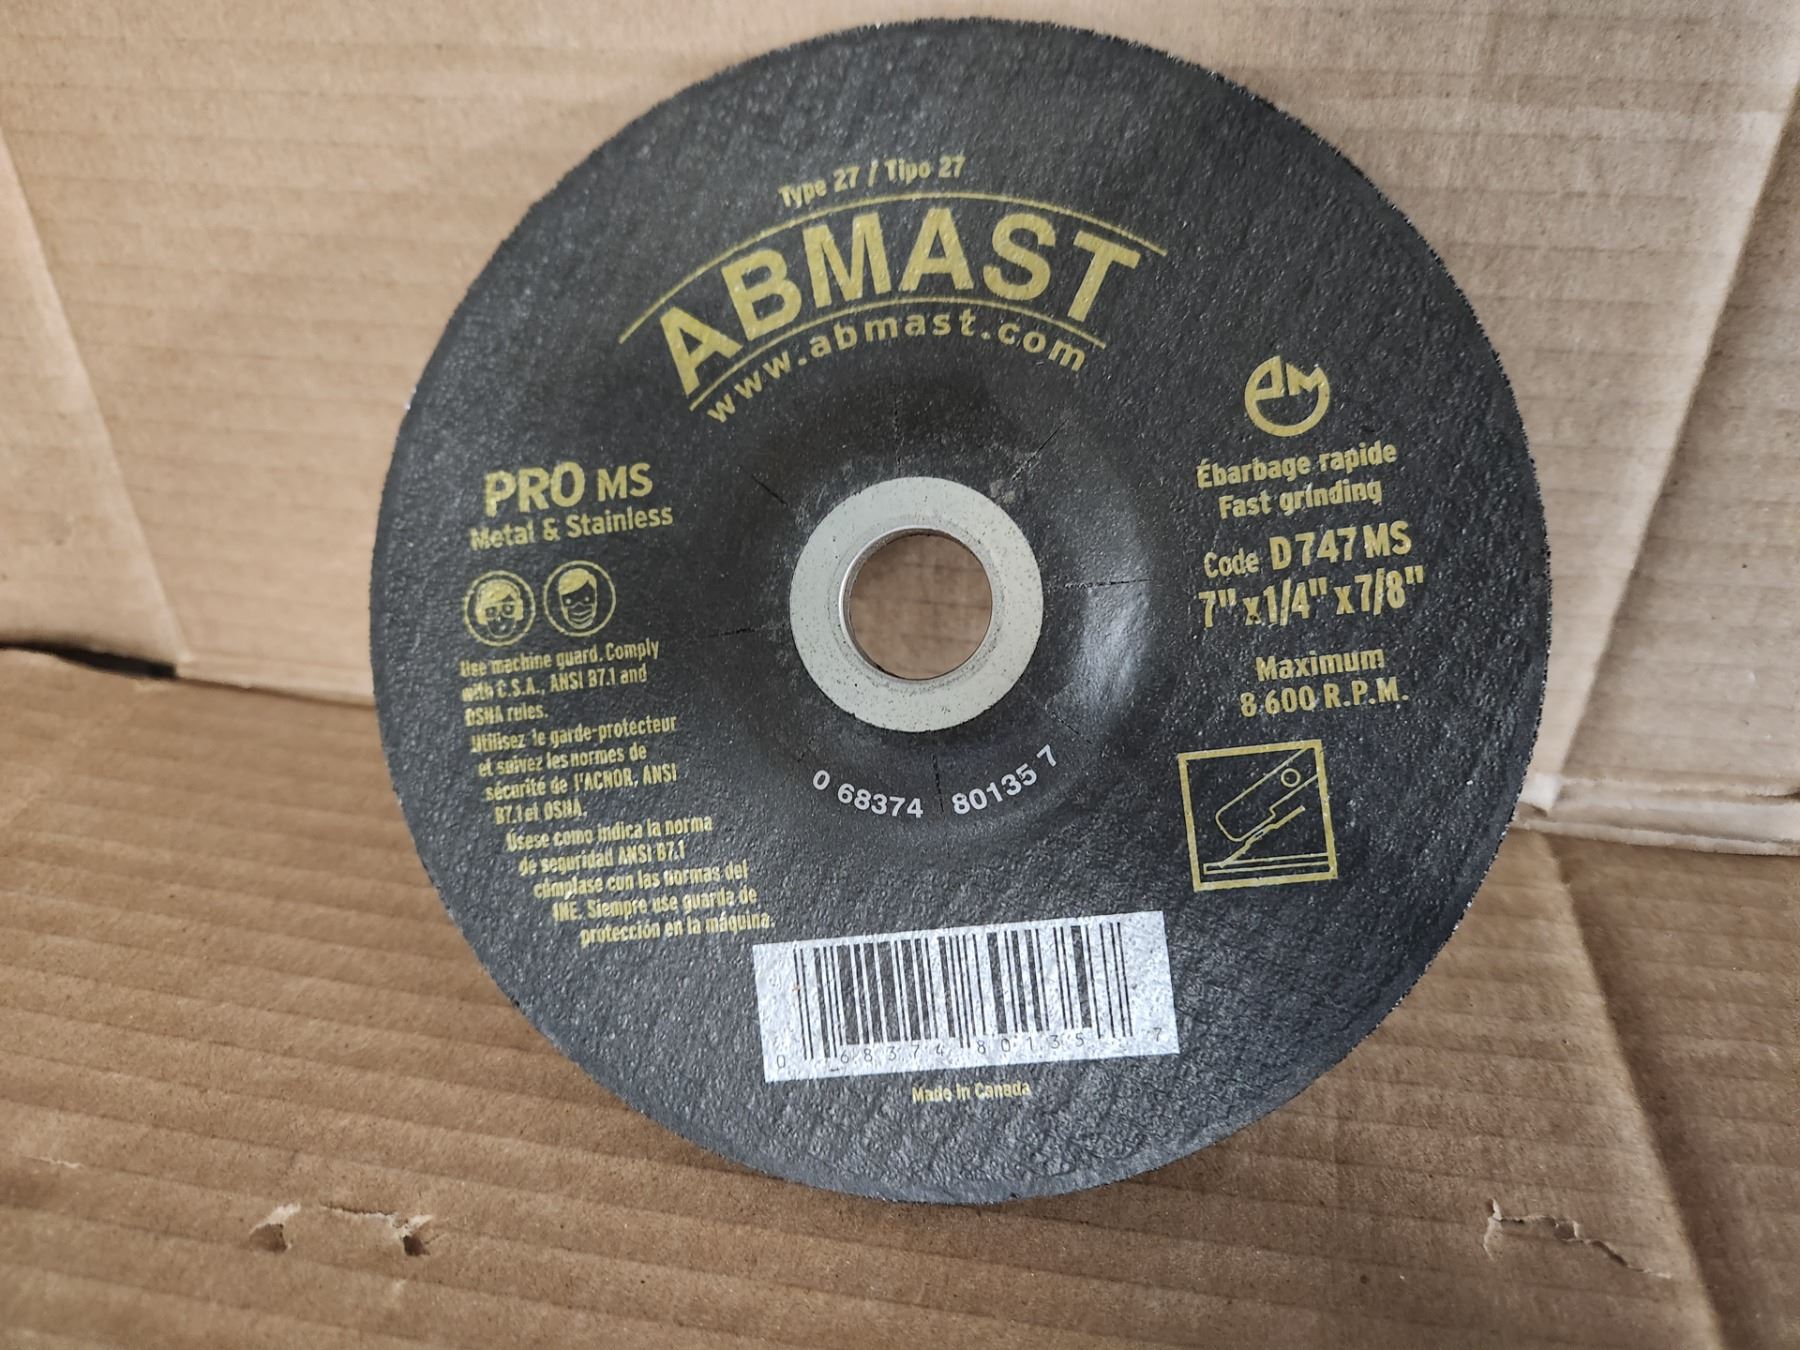 Type 27 / Tipo 27
ABMAST
www.abmast.com
PRO MS
Metal & Stainless
Use machine guard. Comply
with C.S.A., ANSI B7.1 and
OSHA rules.
Utilisez le garde-protecteur
et suivez les normes de
sécurité de l'ACNOR, ANSI
B7.1 et OSHA.
Úsese como indica la norma
de seguridad ANSI B7.1
cúmplase con las normas del
INE. Siempre use guarda de
protección en la máquina.
Ébarbage rapide
Fast grinding
Code D747MS
7" x 1/4" x 7/8"
Maximum
8 600 R.P.M.
0 68374 80135 7
0 68374 80135 7
Made in Canada